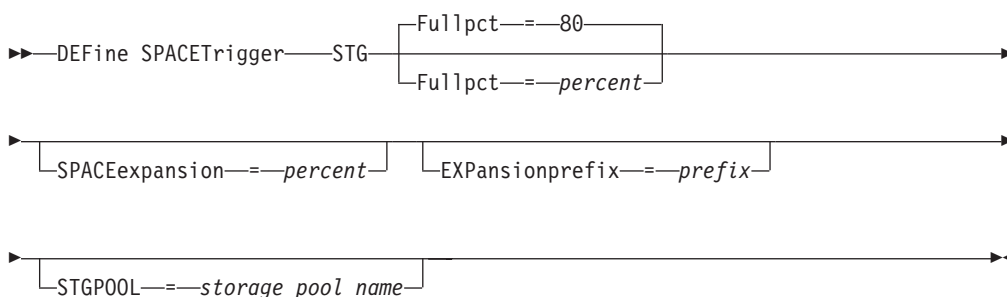 Fullpct = 80
DEFine SPACETrigger STG
Fullpct = percent
SPACEexpansion = percent EXPansionprefix = prefix
STGPOOL = storage pool name